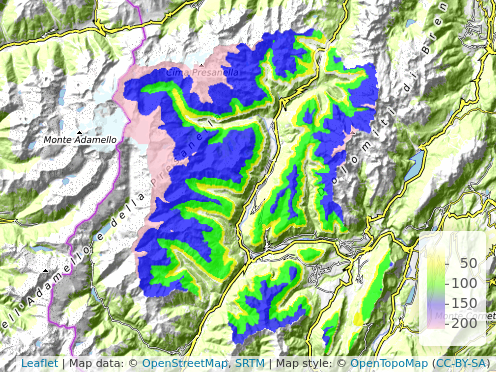 Cima Presanella
Monte Adamello
Adamello e della Presanella
Dolomiti di Bren
50
100
150
200
Leaflet | Map data: © OpenStreetMap, SRTM | Map style: © OpenTopoMap (CC-BY-SA)